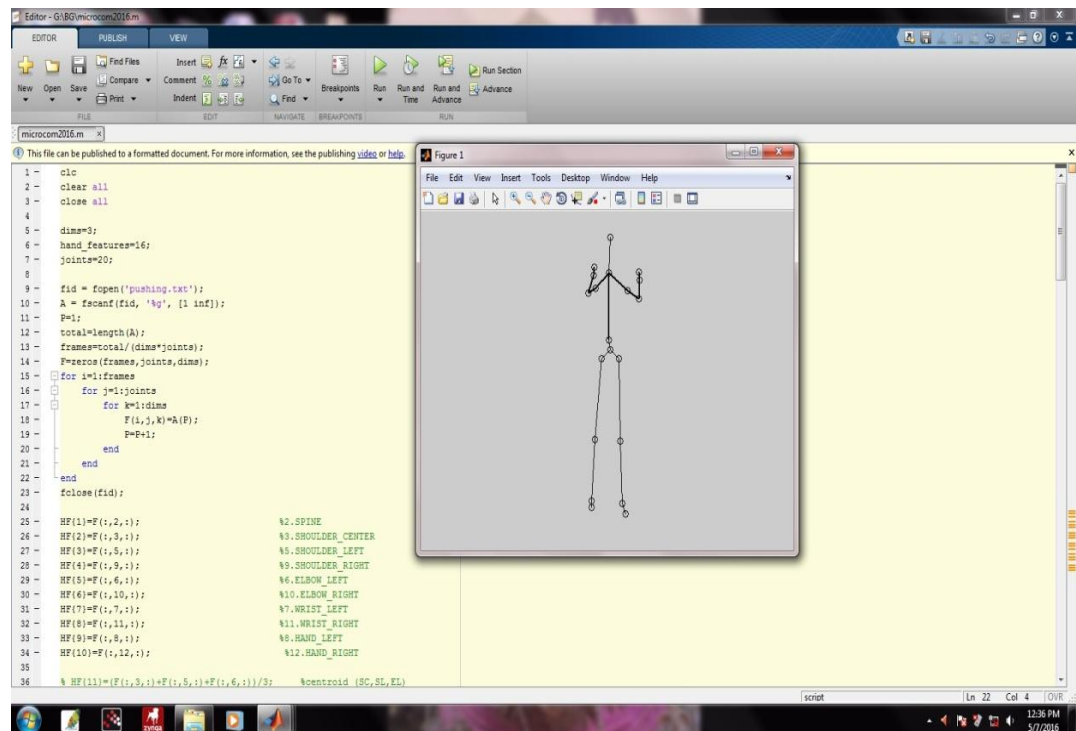 Editor - G:\BG\microcom2016.m
EDITOR PUBLISH VIEW
New Open Save Find Files Compare Print
Insert fx Comment Indent
Go To Find
Breakpoints Run Run and Time Run and Advance Run Section Advance
FILE EDIT NAVIGATE BREAKPOINTS RUN
microcom2016.m x
This file can be published to a formatted document. For more information, see the publishing video or help.
1 - clc
2 - clear all
3 - close all
4
5 - dims=3;
6 - hand_features=16;
7 - joints=20;
8
9 - fid = fopen('pushing.txt');
10 - A = fscanf(fid, '%g', [1 inf]);
11 - P=1;
12 - total=length(A);
13 - frames=total/(dims*joints);
14 - F=zeros(frames,joints,dims);
15 - for i=1:frames
16 - for j=1:joints
17 - for k=1:dims
18 - F(i,j,k)=A(P);
19 - P=P+1;
20 - end
21 - end
22 - end
23 - fclose(fid);
24
25 - HF{1}=F(:,2,:); %2.SPINE
26 - HF{2}=F(:,3,:); %3.SHOULDER_CENTER
27 - HF{3}=F(:,5,:); %5.SHOULDER_LEFT
28 - HF{4}=F(:,9,:); %9.SHOULDER_RIGHT
29 - HF{5}=F(:,6,:); %6.ELBOW_LEFT
30 - HF{6}=F(:,10,:); %10.ELBOW_RIGHT
31 - HF{7}=F(:,7,:); %7.WRIST_LEFT
32 - HF{8}=F(:,11,:); %11.WRIST_RIGHT
33 - HF{9}=F(:,8,:); %8.HAND_LEFT
34 - HF{10}=F(:,12,:); %12.HAND_RIGHT
35
36 % HF{11}=(F(:,3,:)+F(:,5,:)+F(:,6,:))/3; %centroid (SC,SL,EL)
Figure 1
File Edit View Insert Tools Desktop Window Help
script Ln 22 Col 4 OVR
zynga
12:36 PM
5/7/2016